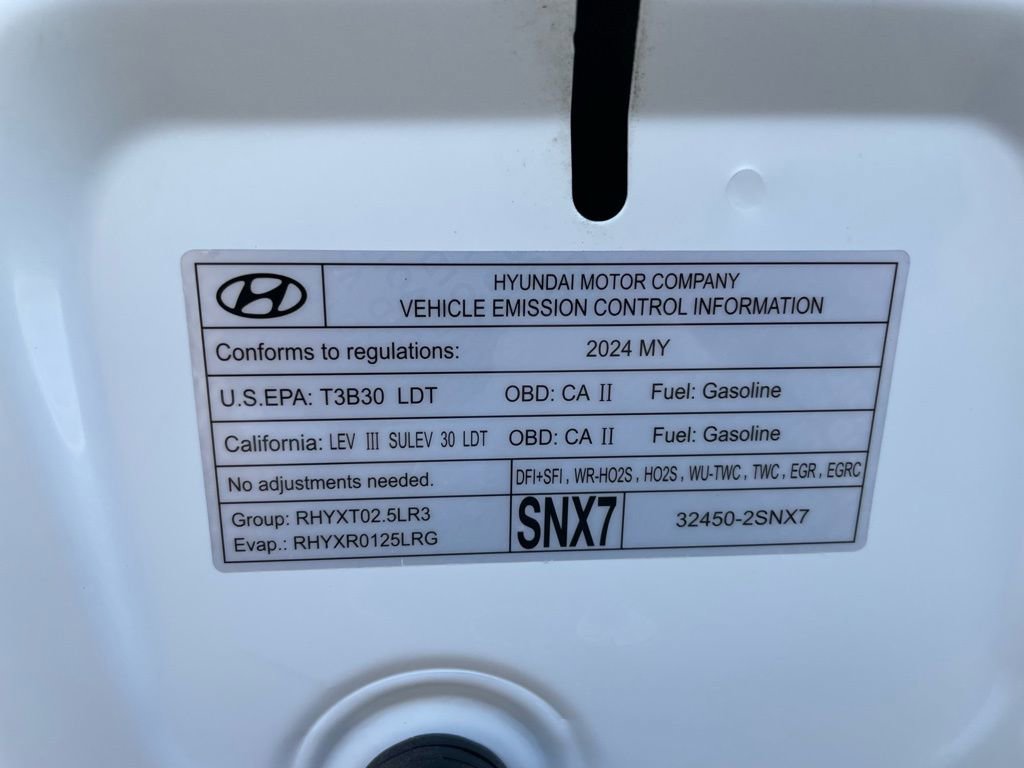 HYUNDAI MOTOR COMPANY
VEHICLE EMISSION CONTROL INFORMATION
Conforms to regulations: 2024 MY
U.S.EPA: T3B30 LDT OBD: CA II Fuel: Gasoline
California: LEV III SULEV 30 LDT OBD: CA II Fuel: Gasoline
No adjustments needed. DFI+SFI , WR-HO2S , HO2S , WU-TWC , TWC , EGR , EGRC
Group: RHYXT02.5LR3
Evap.: RHYXR0125LRG
SNX7 32450-2SNX7